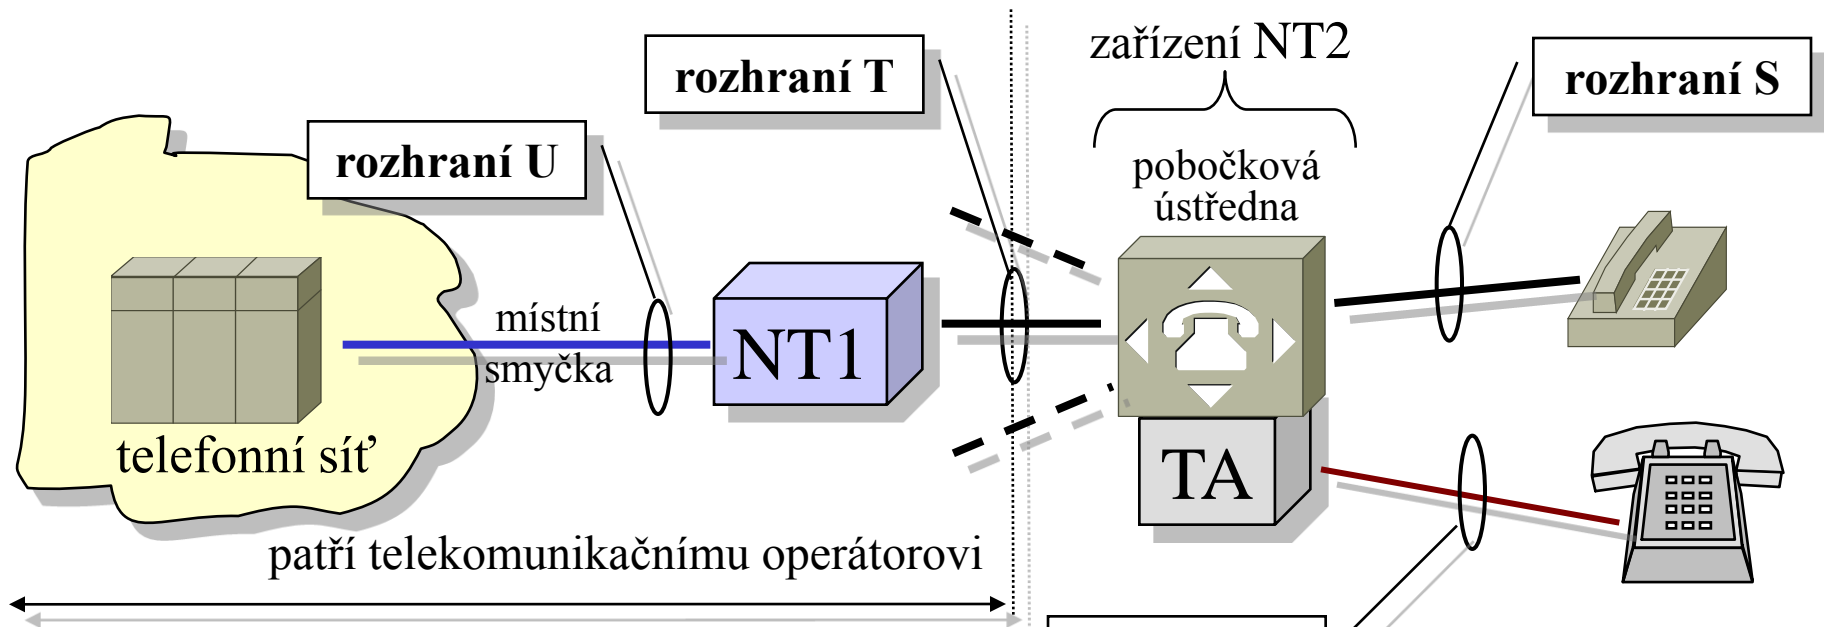 rozhraní T
zařízení NT2
rozhraní S
rozhraní U
pobočková
ústředna
místní
smyčka
NT1
telefonní síť
TA
patří telekomunikačnímu operátorovi